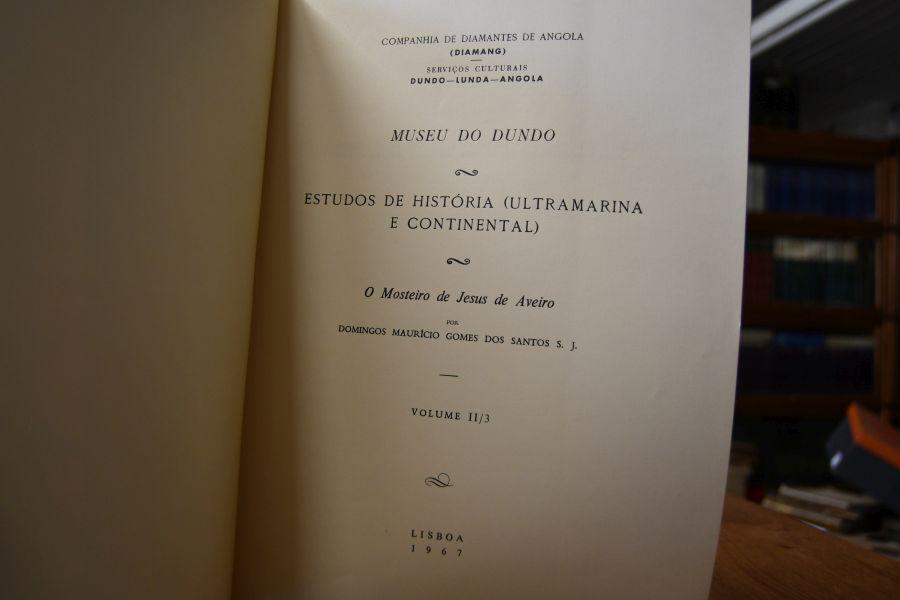 COMPANHIA DE DIAMANTES DE ANGOLA
(DIAMANG)
SERVIÇOS CULTURAIS
DUNDO—LUNDA—ANGOLA
MUSEU DO DUNDO
ESTUDOS DE HISTÓRIA (ULTRAMARINA
E CONTINENTAL)
O Mosteiro de Jesus de Aveiro
POR
DOMINGOS MAURÍCIO GOMES DOS SANTOS S. J.
VOLUME II/3
LISBOA
1967